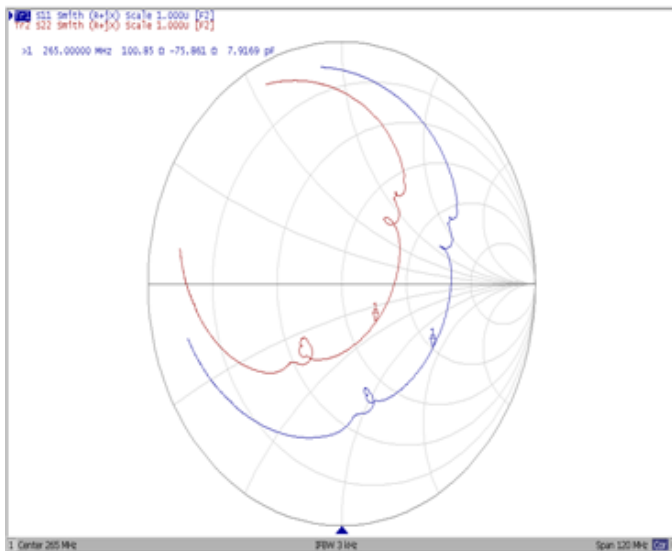 Tr1 S11 Smith (R+jX) Scale 1.000U [F2]
Tr2 S22 Smith (R+jX) Scale 1.000U [F2]
>1 265.00000 MHz 100.85 Ω -75.861 Ω 7.9169 pF
1
1
1 Center 265 MHz IFBW 3 kHz Span 120 MHz Cor